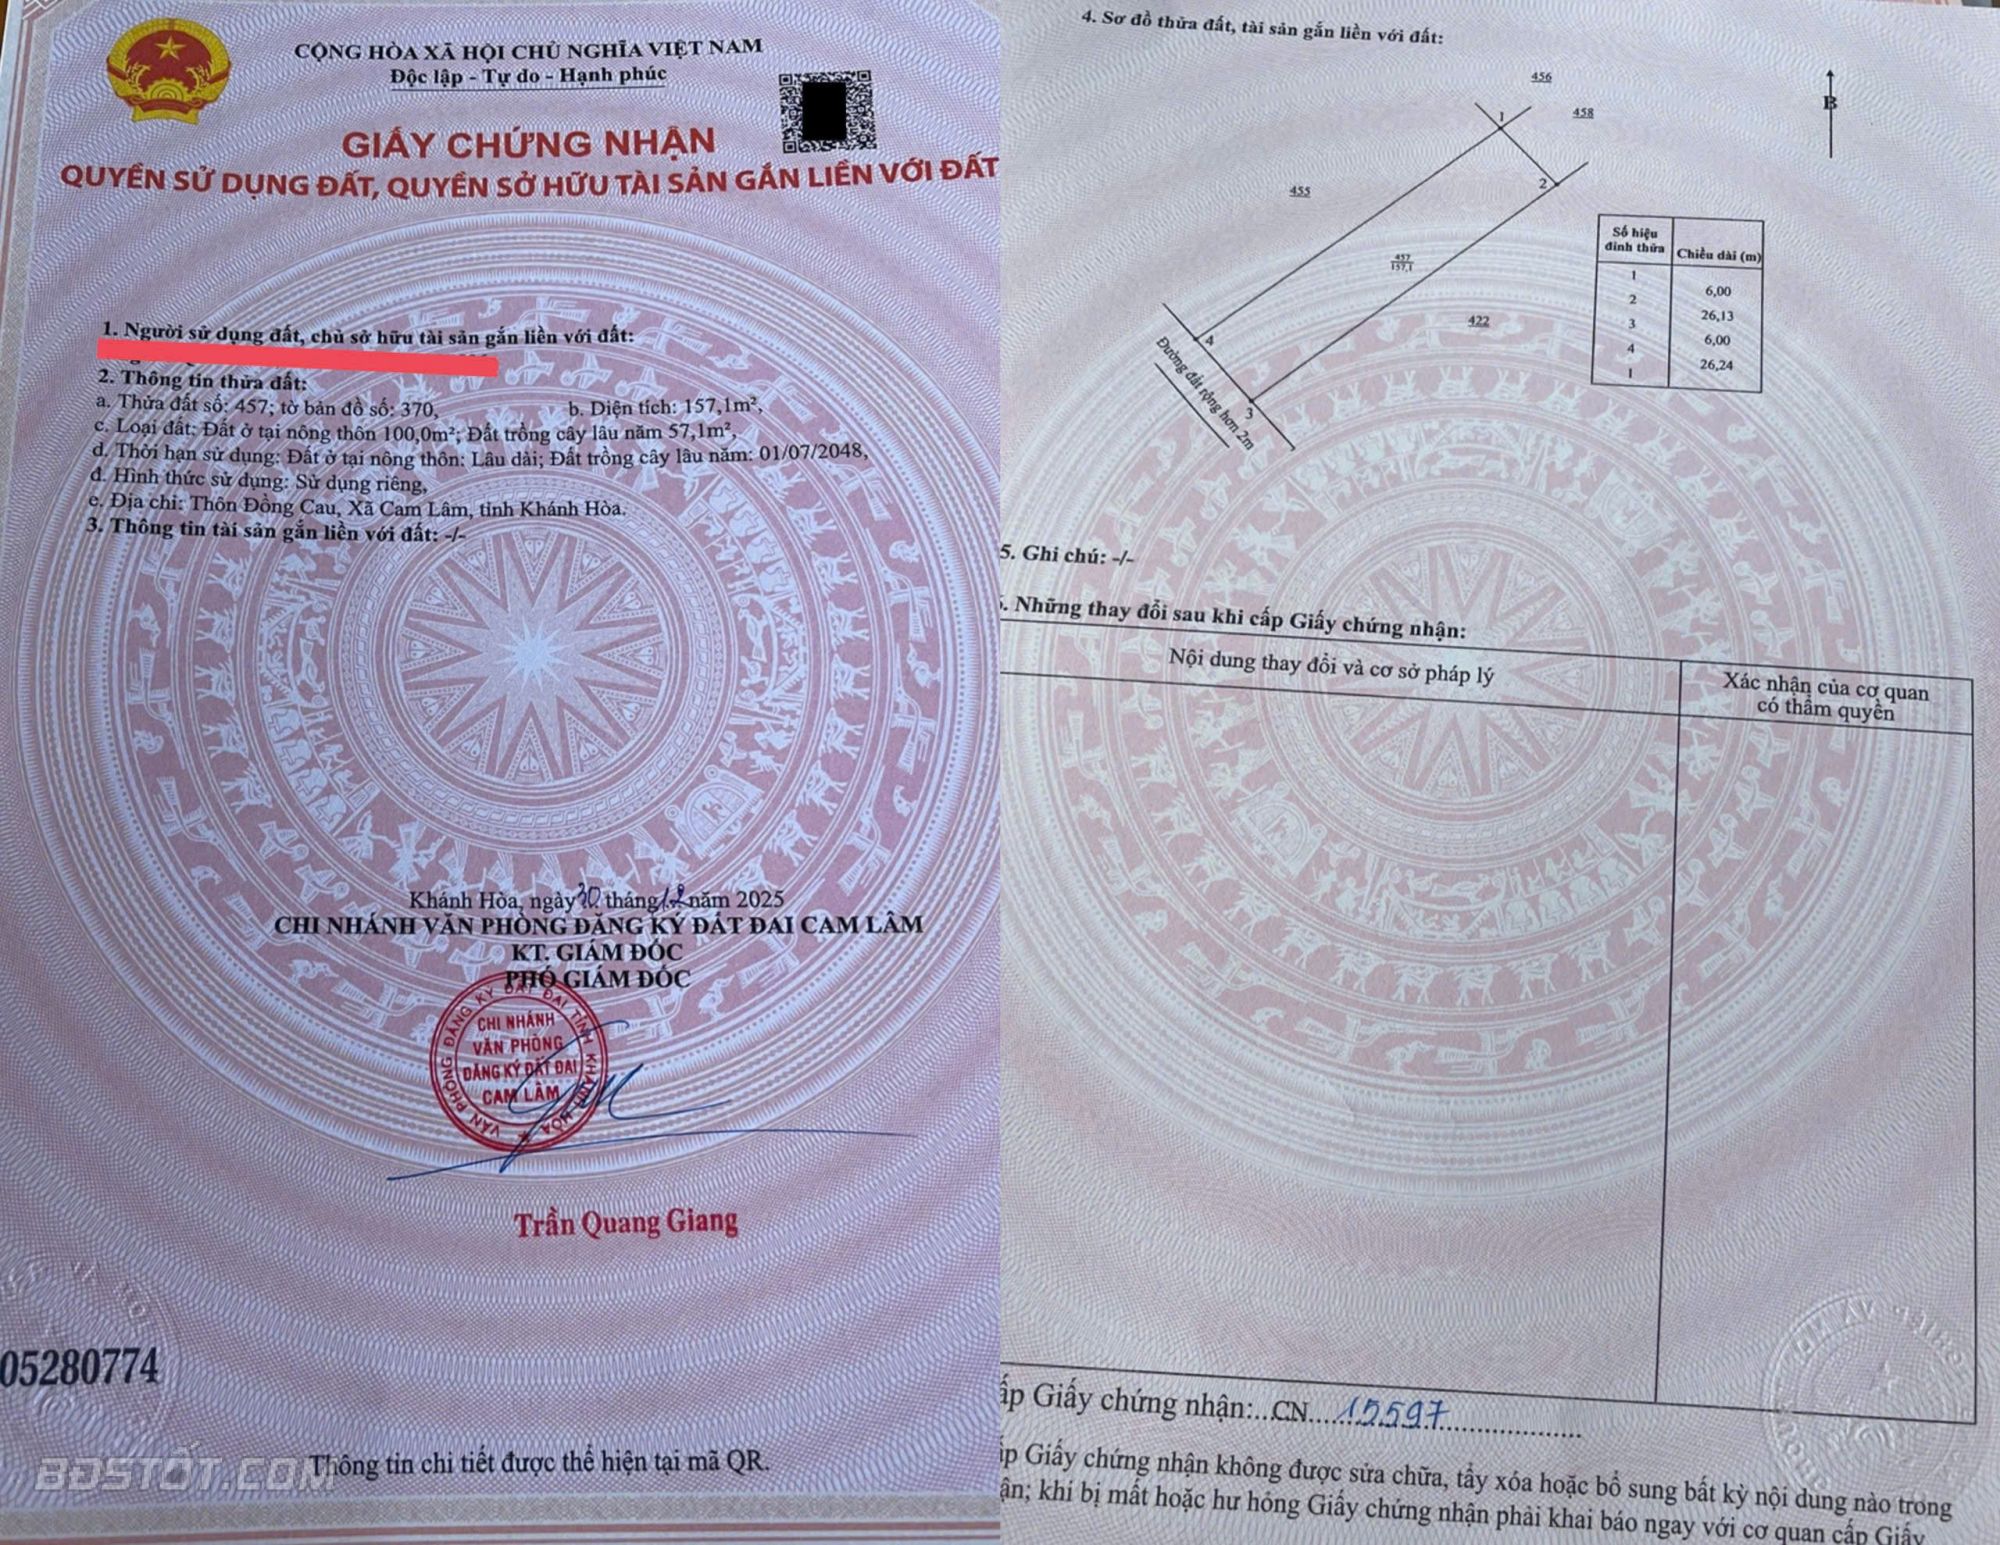 CỘNG HÒA XÃ HỘI CHỦ NGHĨA VIỆT NAM
Độc lập - Tự do - Hạnh phúc
GIẤY CHỨNG NHẬN
QUYỀN SỬ DỤNG ĐẤT, QUYỀN SỞ HỮU TÀI SẢN GẮN LIỀN VỚI ĐẤT
1. Người sử dụng đất, chủ sở hữu tài sản gắn liền với đất:
2. Thông tin thửa đất:
a. Thửa đất số: 457; tờ bản đồ số: 370, b. Diện tích: 157,1m²,
c. Loại đất: Đất ở tại nông thôn 100,0m²; Đất trồng cây lâu năm 57,1m²,
d. Thời hạn sử dụng: Đất ở tại nông thôn: Lâu dài; Đất trồng cây lâu năm: 01/07/2048,
đ. Hình thức sử dụng: Sử dụng riêng,
e. Địa chỉ: Thôn Đồng Cau, Xã Cam Lâm, tỉnh Khánh Hòa.
3. Thông tin tài sản gắn liền với đất: -/-
Khánh Hòa, ngày 30 tháng 12 năm 2025
CHI NHÁNH VĂN PHÒNG ĐĂNG KÝ ĐẤT ĐAI CAM LÂM
KT. GIÁM ĐỐC
PHÓ GIÁM ĐỐC
VĂN PHÒNG ĐĂNG KÝ ĐẤT ĐAI TỈNH KHÁNH HÒA
CHI NHÁNH
VĂN PHÒNG
ĐĂNG KÝ ĐẤT ĐAI
CAM LÂM
Trần Quang Giang
05280774
Thông tin chi tiết được thể hiện tại mã QR.
BĐSTỐT.COM
4. Sơ đồ thửa đất, tài sản gắn liền với đất:
456
458
B
1
2
455
457
157,1
422
4
3
Đường đất rộng hơn 2m
Số hiệu đỉnh thửa Chiều dài (m)
1
6,00
2
26,13
3
6,00
4
26,24
1
5. Ghi chú: -/-
. Những thay đổi sau khi cấp Giấy chứng nhận:
Nội dung thay đổi và cơ sở pháp lý
Xác nhận của cơ quan
có thẩm quyền
ấp Giấy chứng nhận:...CN....15597
ấp Giấy chứng nhận không được sửa chữa, tẩy xóa hoặc bổ sung bất kỳ nội dung nào trong
ận; khi bị mất hoặc hư hỏng Giấy chứng nhận phải khai báo ngay với cơ quan cấp Giấy